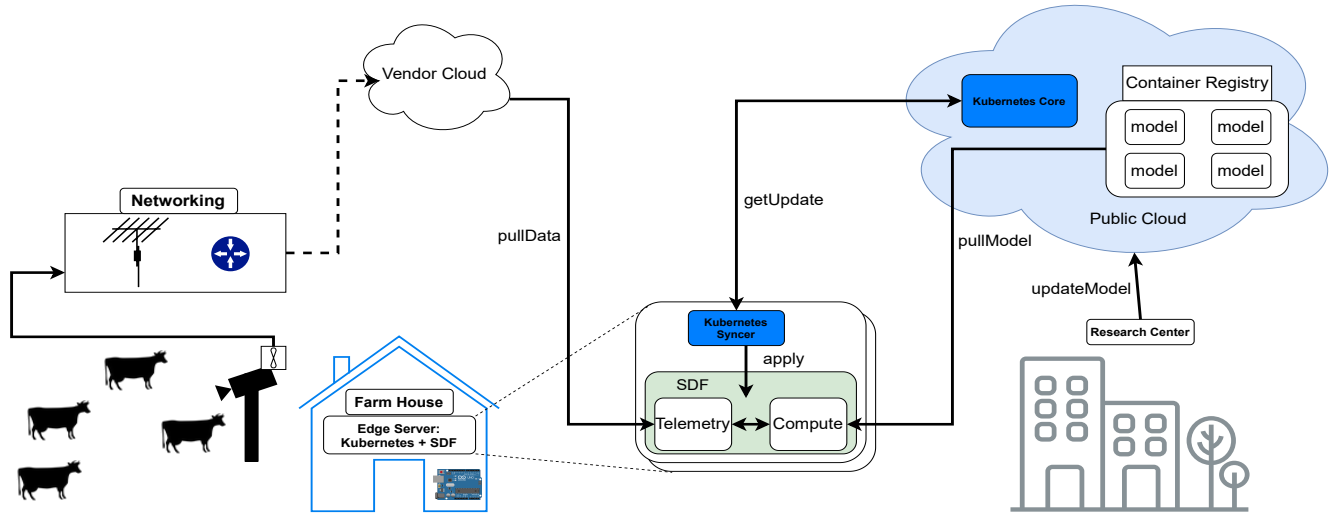 Vendor Cloud
Kubernetes Core
Container Registry
model
model
model
model
Public Cloud
Networking
getUpdate
pullData
pullModel
updateModel
Research Center
Kubernetes
Syncer
apply
SDF
Telemetry
Compute
Farm House
Edge Server:
Kubernetes + SDF